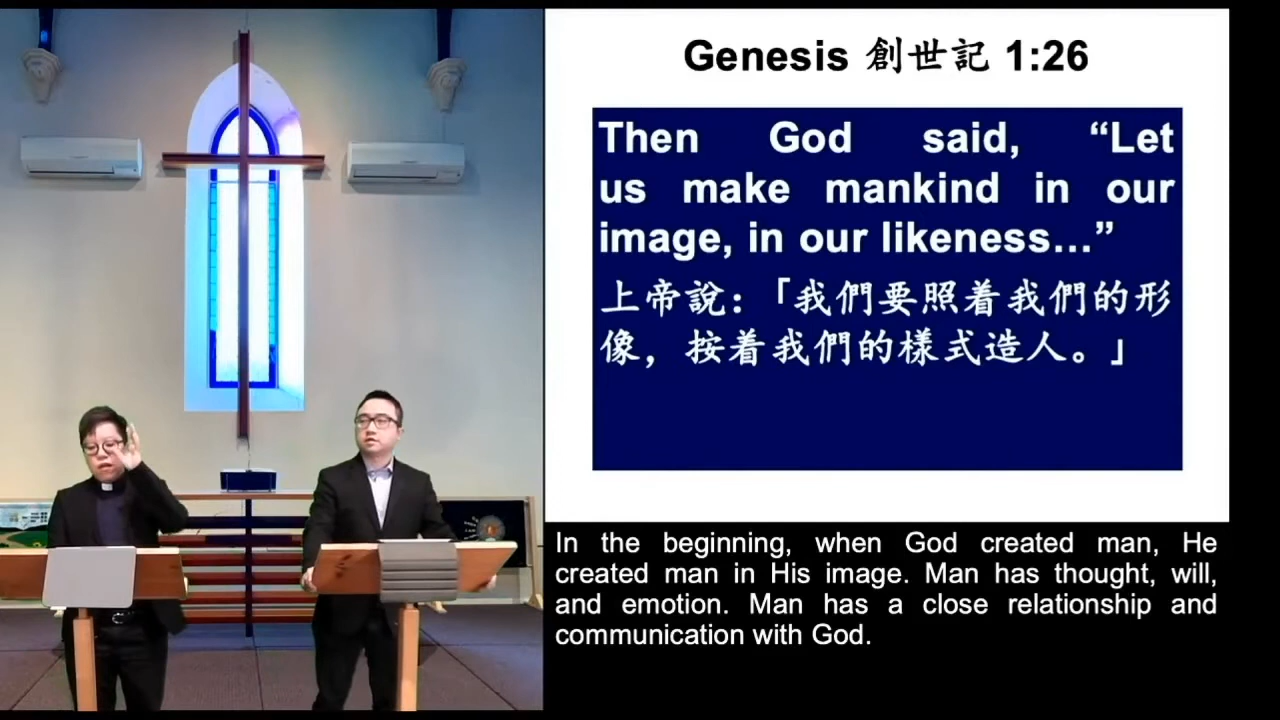 Genesis 創世記 1:26
Then God said, “Let
us make mankind in our
image, in our likeness…”
上帝說：「我們要照着我們的形
像，按着我們的樣式造人。」
In the beginning, when God created man, He
created man in His image. Man has thought, will,
and emotion. Man has a close relationship and
communication with God.